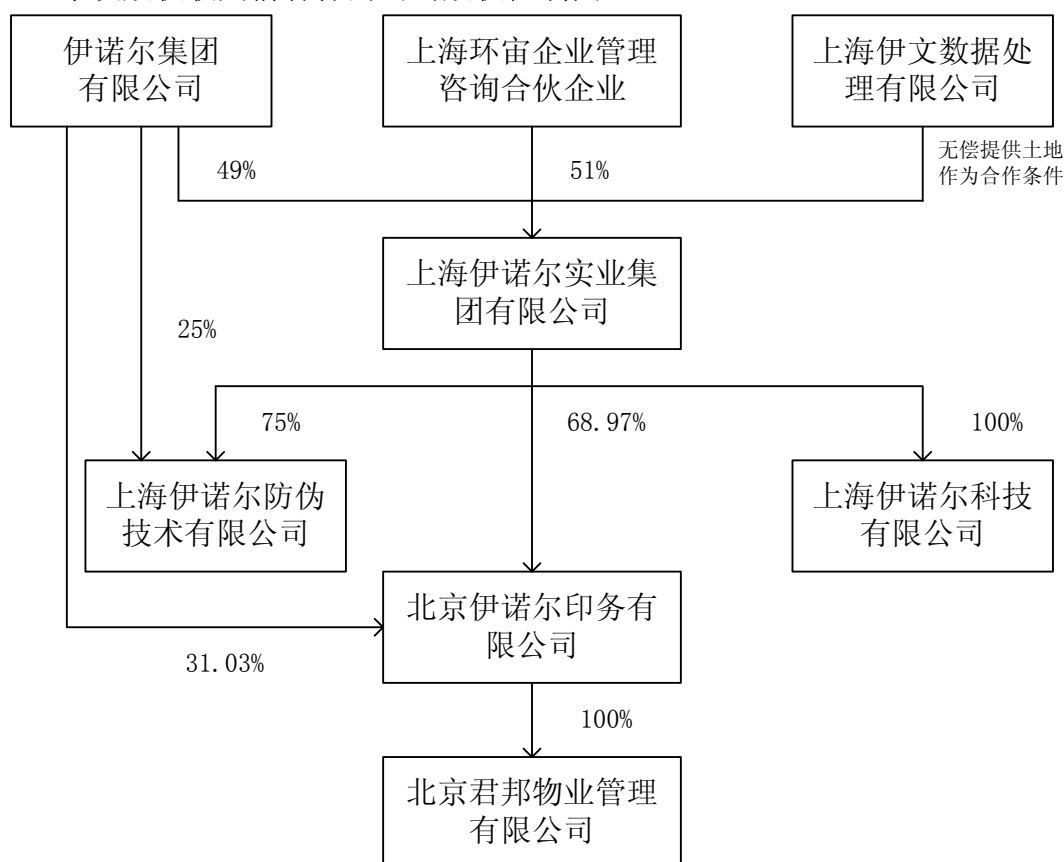 伊诺尔集团
有限公司
上海环宙企业管理
咨询合伙企业
上海伊文数据处
理有限公司
49%
51%
无偿提供土地
作为合作条件
上海伊诺尔实业集
团有限公司
25%
75%
68.97%
100%
上海伊诺尔防伪
技术有限公司
上海伊诺尔科技
有限公司
北京伊诺尔印务有
限公司
31.03%
100%
北京君邦物业管理
有限公司